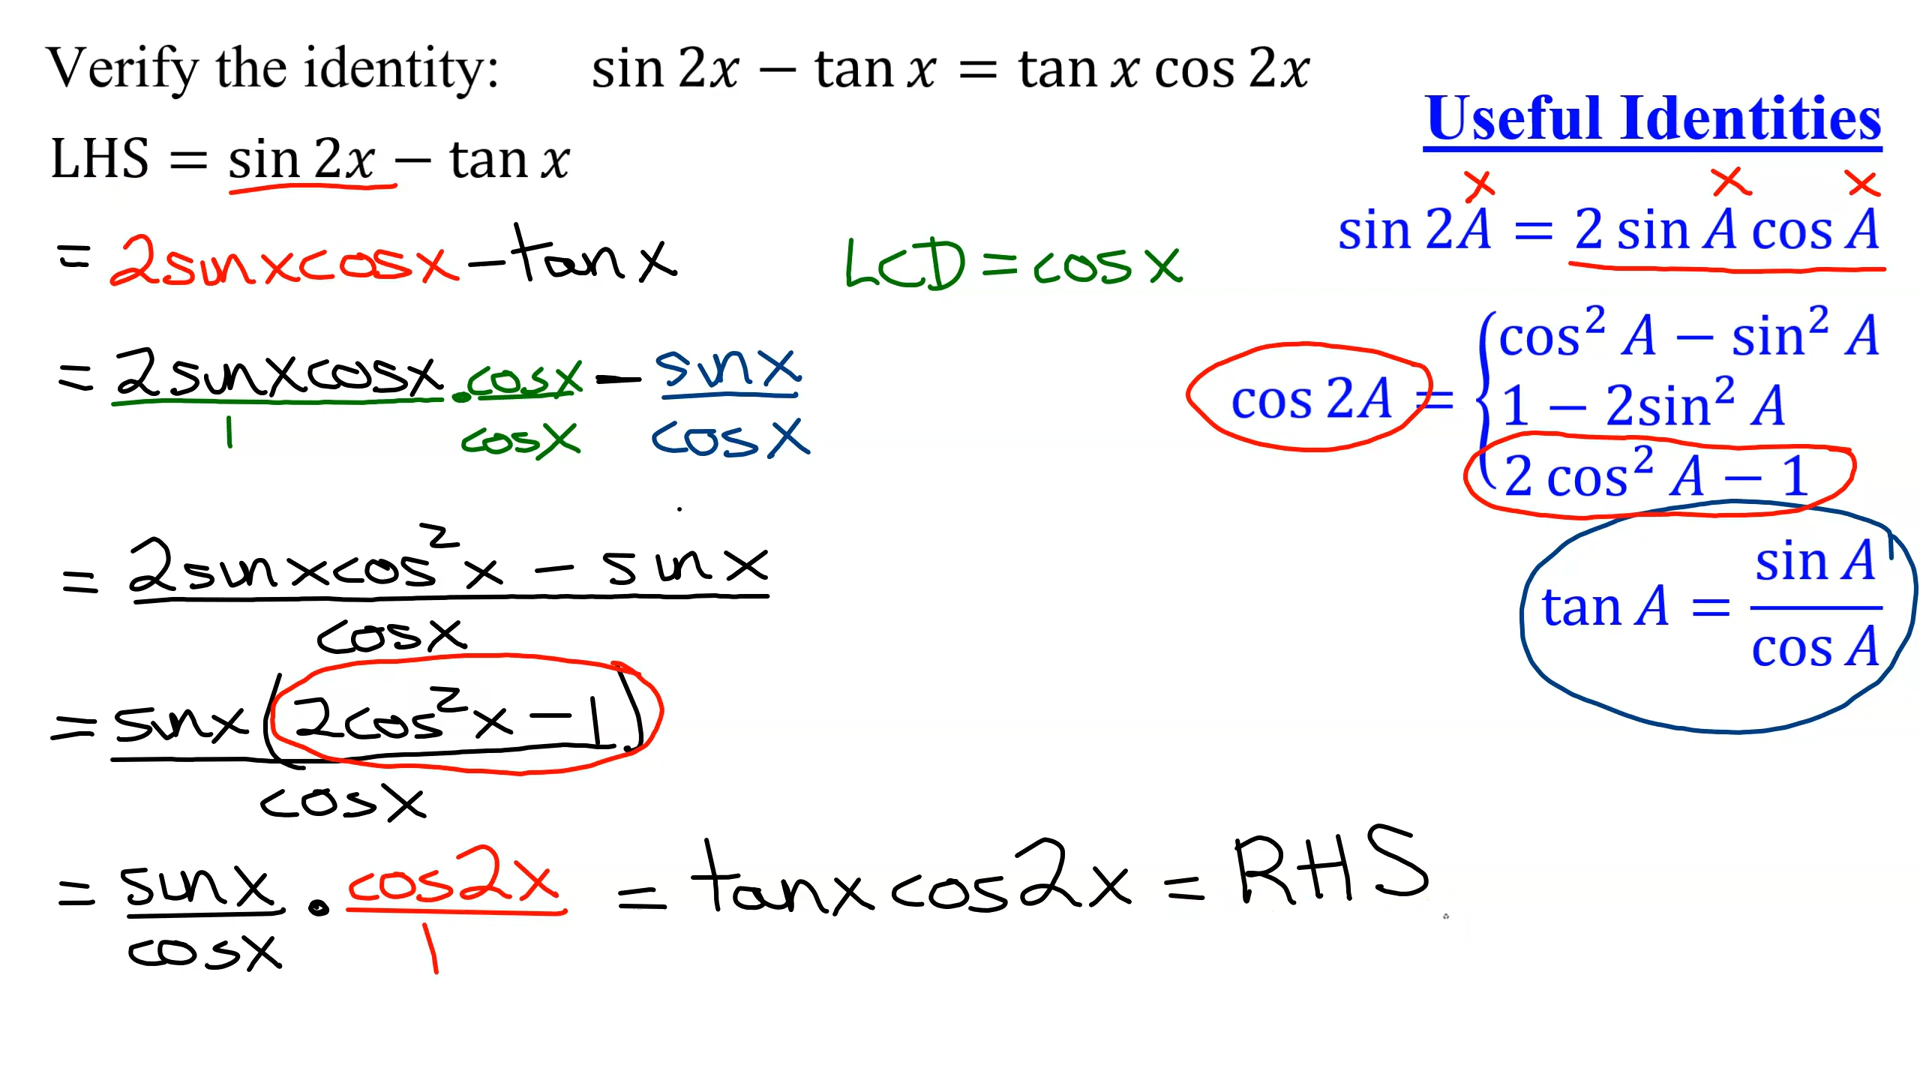 Verify the identity: sin 2x − tan x = tan x cos 2x
LHS = sin 2x − tan x
= 2sinxcosx − tanx
LCD = cosx
= 2sinxcosx/1 · cosx/cosx − sinx/cosx
= (2sinxcos²x − sinx)/cosx
= sinx(2cos²x − 1)/cosx
= sinx/cosx · cos2x/1 = tanxcos2x = RHS
Useful Identities
x x x
sin 2A = 2 sin A cos A
cos 2A = { cos² A − sin² A
1 − 2sin² A
2 cos² A − 1
tan A = sin A/cos A